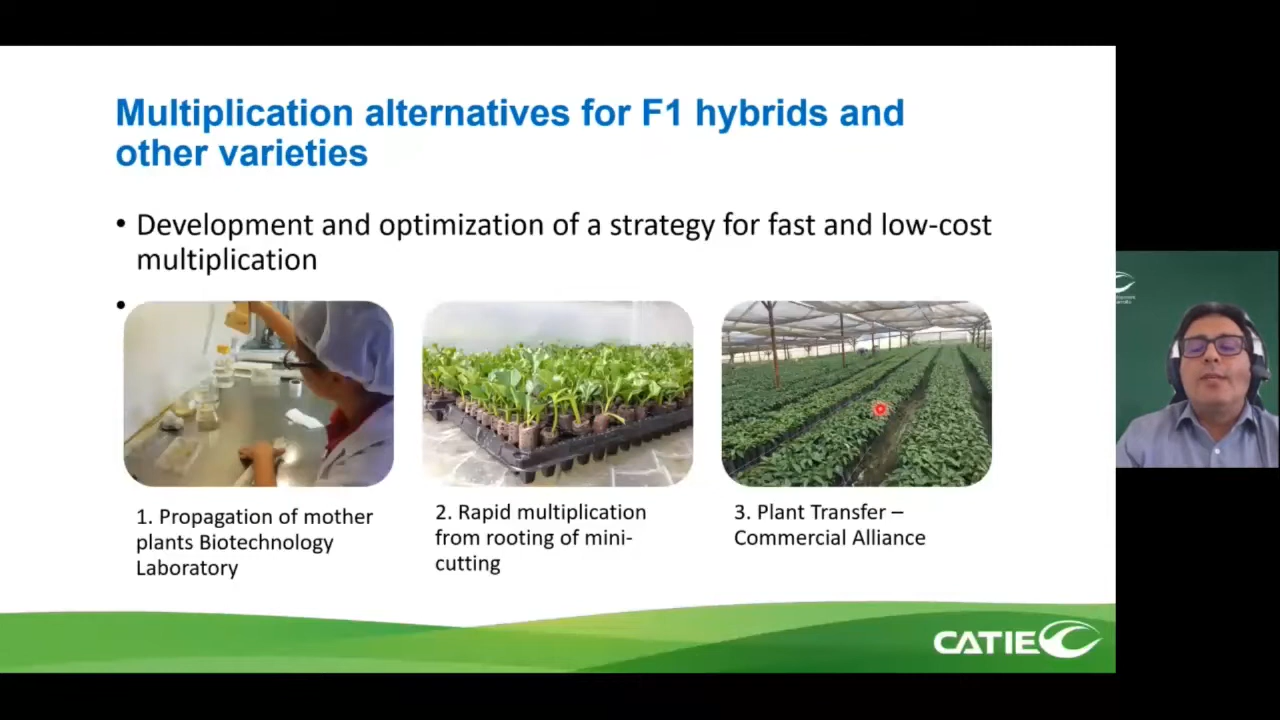 Multiplication alternatives for F1 hybrids and
other varieties
• Development and optimization of a strategy for fast and low-cost
multiplication
•
1. Propagation of mother
plants Biotechnology
Laboratory
2. Rapid multiplication
from rooting of mini-
cutting
3. Plant Transfer –
Commercial Alliance
CATIE